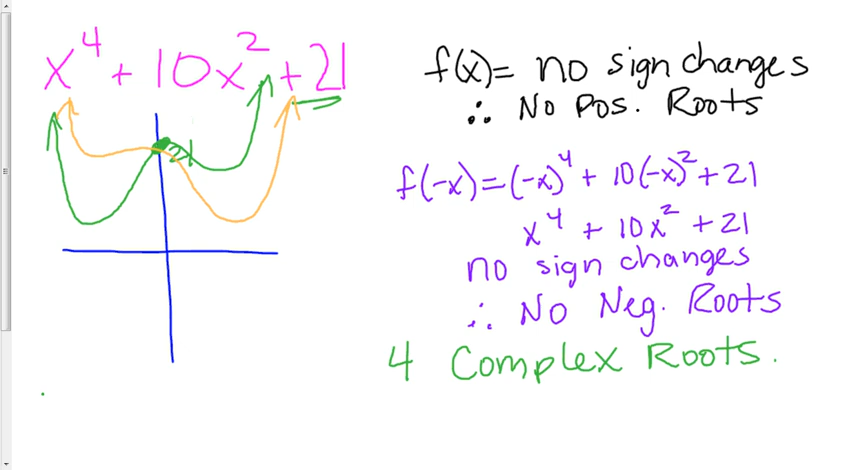 x⁴ + 10x² + 21
21
f(x) = no sign changes
∴ No Pos. Roots
f(-x) = (-x)⁴ + 10(-x)² + 21
x⁴ + 10x² + 21
no sign changes
∴ No Neg. Roots
4 Complex Roots.